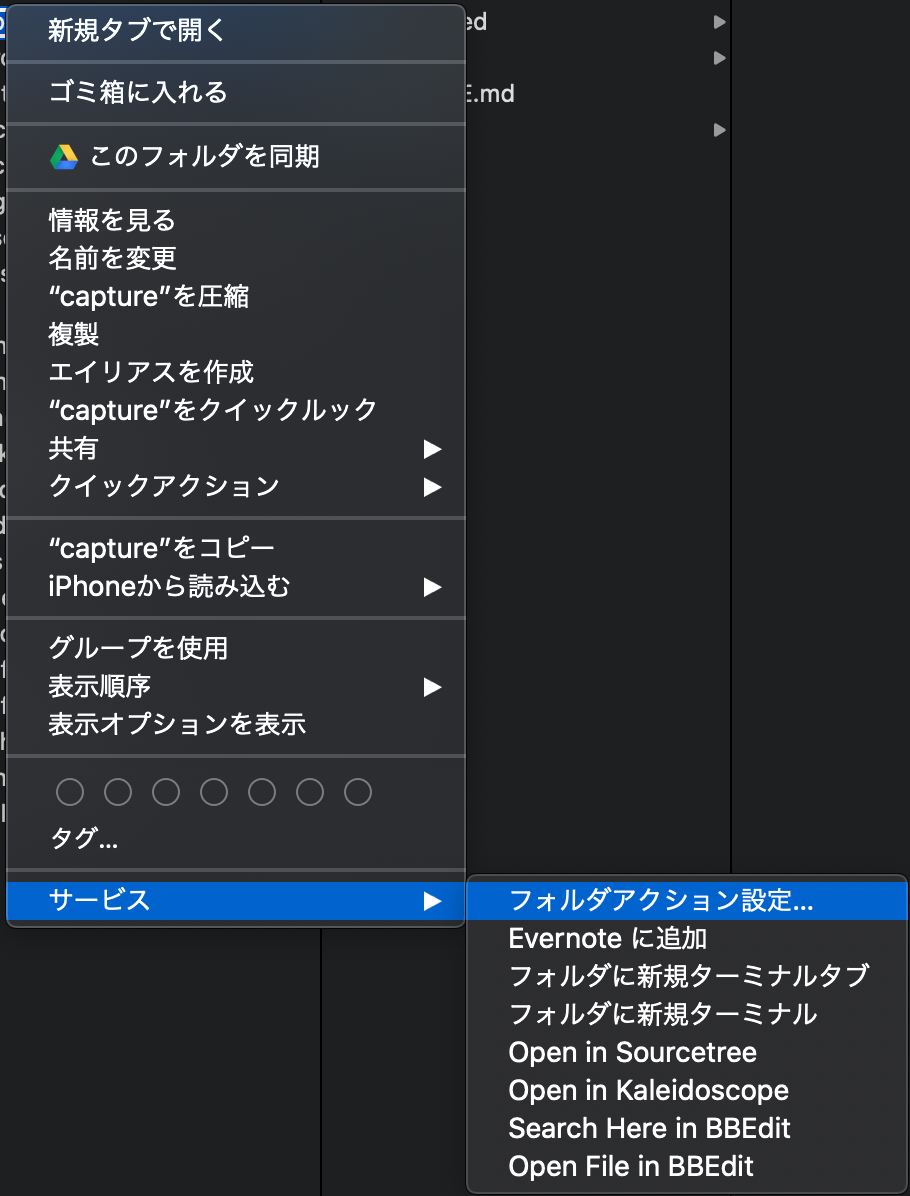 新規タブで開く
ゴミ箱に入れる
このフォルダを同期
情報を見る
名前を変更
“capture”を圧縮
複製
エイリアスを作成
“capture”をクイックルック
共有
クイックアクション
“capture”をコピー
iPhoneから読み込む
グループを使用
表示順序
表示オプションを表示
タグ...
サービス
フォルダアクション設定...
Evernote に追加
フォルダに新規ターミナルタブ
フォルダに新規ターミナル
Open in Sourcetree
Open in Kaleidoscope
Search Here in BBEdit
Open File in BBEdit
ed
E.md